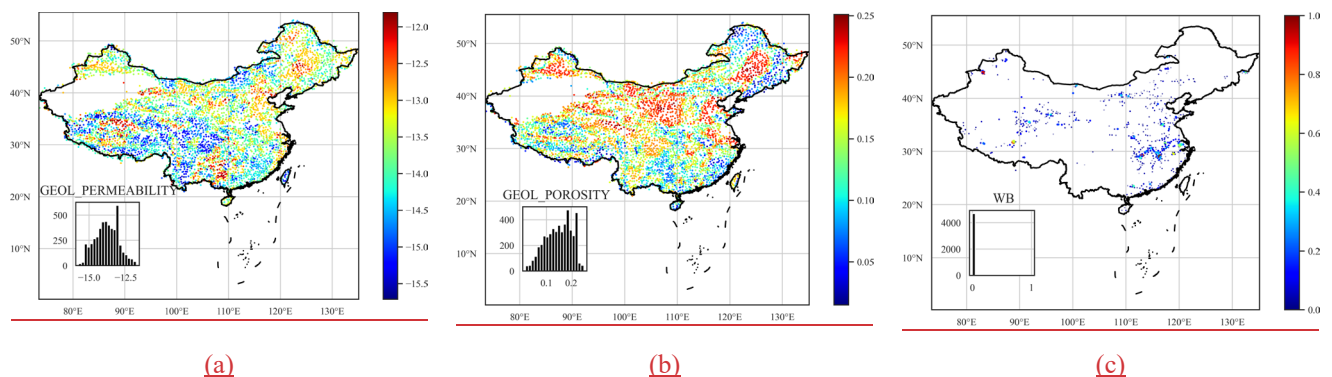 50°N
40°N
30°N
20°N
10°N
80°E 90°E 100°E 110°E 120°E 130°E
GEOL_PERMEABILITY
500
250
0
−15.0 −12.5
−12.0
−12.5
−13.0
−13.5
−14.0
−14.5
−15.0
−15.5
(a)
50°N
40°N
30°N
20°N
10°N
80°E 90°E 100°E 110°E 120°E 130°E
GEOL_POROSITY
400
200
0
0.1 0.2
0.25
0.20
0.15
0.10
0.05
(b)
50°N
40°N
30°N
20°N
10°N
80°E 90°E 100°E 110°E 120°E 130°E
WB
4000
2000
0
0 1
1.0
0.8
0.6
0.4
0.2
0.0
(c)